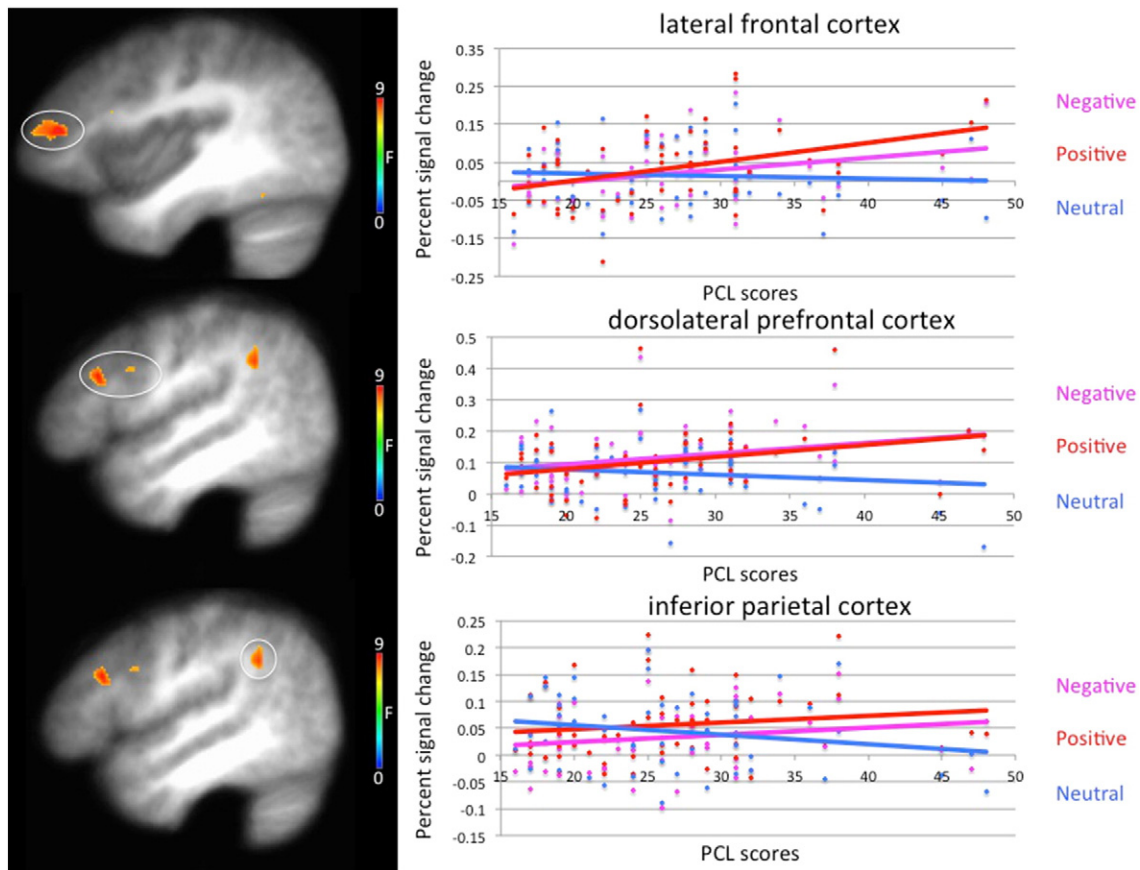 lateral frontal cortex
9
F
0
Percent signal change
0.35
0.25
0.15
0.05
-0.05
-0.15
-0.25
15 20 25 30 35 40 45 50
PCL scores
Negative
Positive
Neutral
dorsolateral prefrontal cortex
9
F
0
Percent signal change
0.5
0.4
0.3
0.2
0.1
0
-0.1
-0.2
15 20 25 30 35 40 45 50
PCL scores
Negative
Positive
Neutral
inferior parietal cortex
9
F
0
Percent signal change
0.25
0.2
0.15
0.1
0.05
0
-0.05
-0.1
-0.15
15 20 25 30 35 40 45 50
PCL scores
Negative
Positive
Neutral